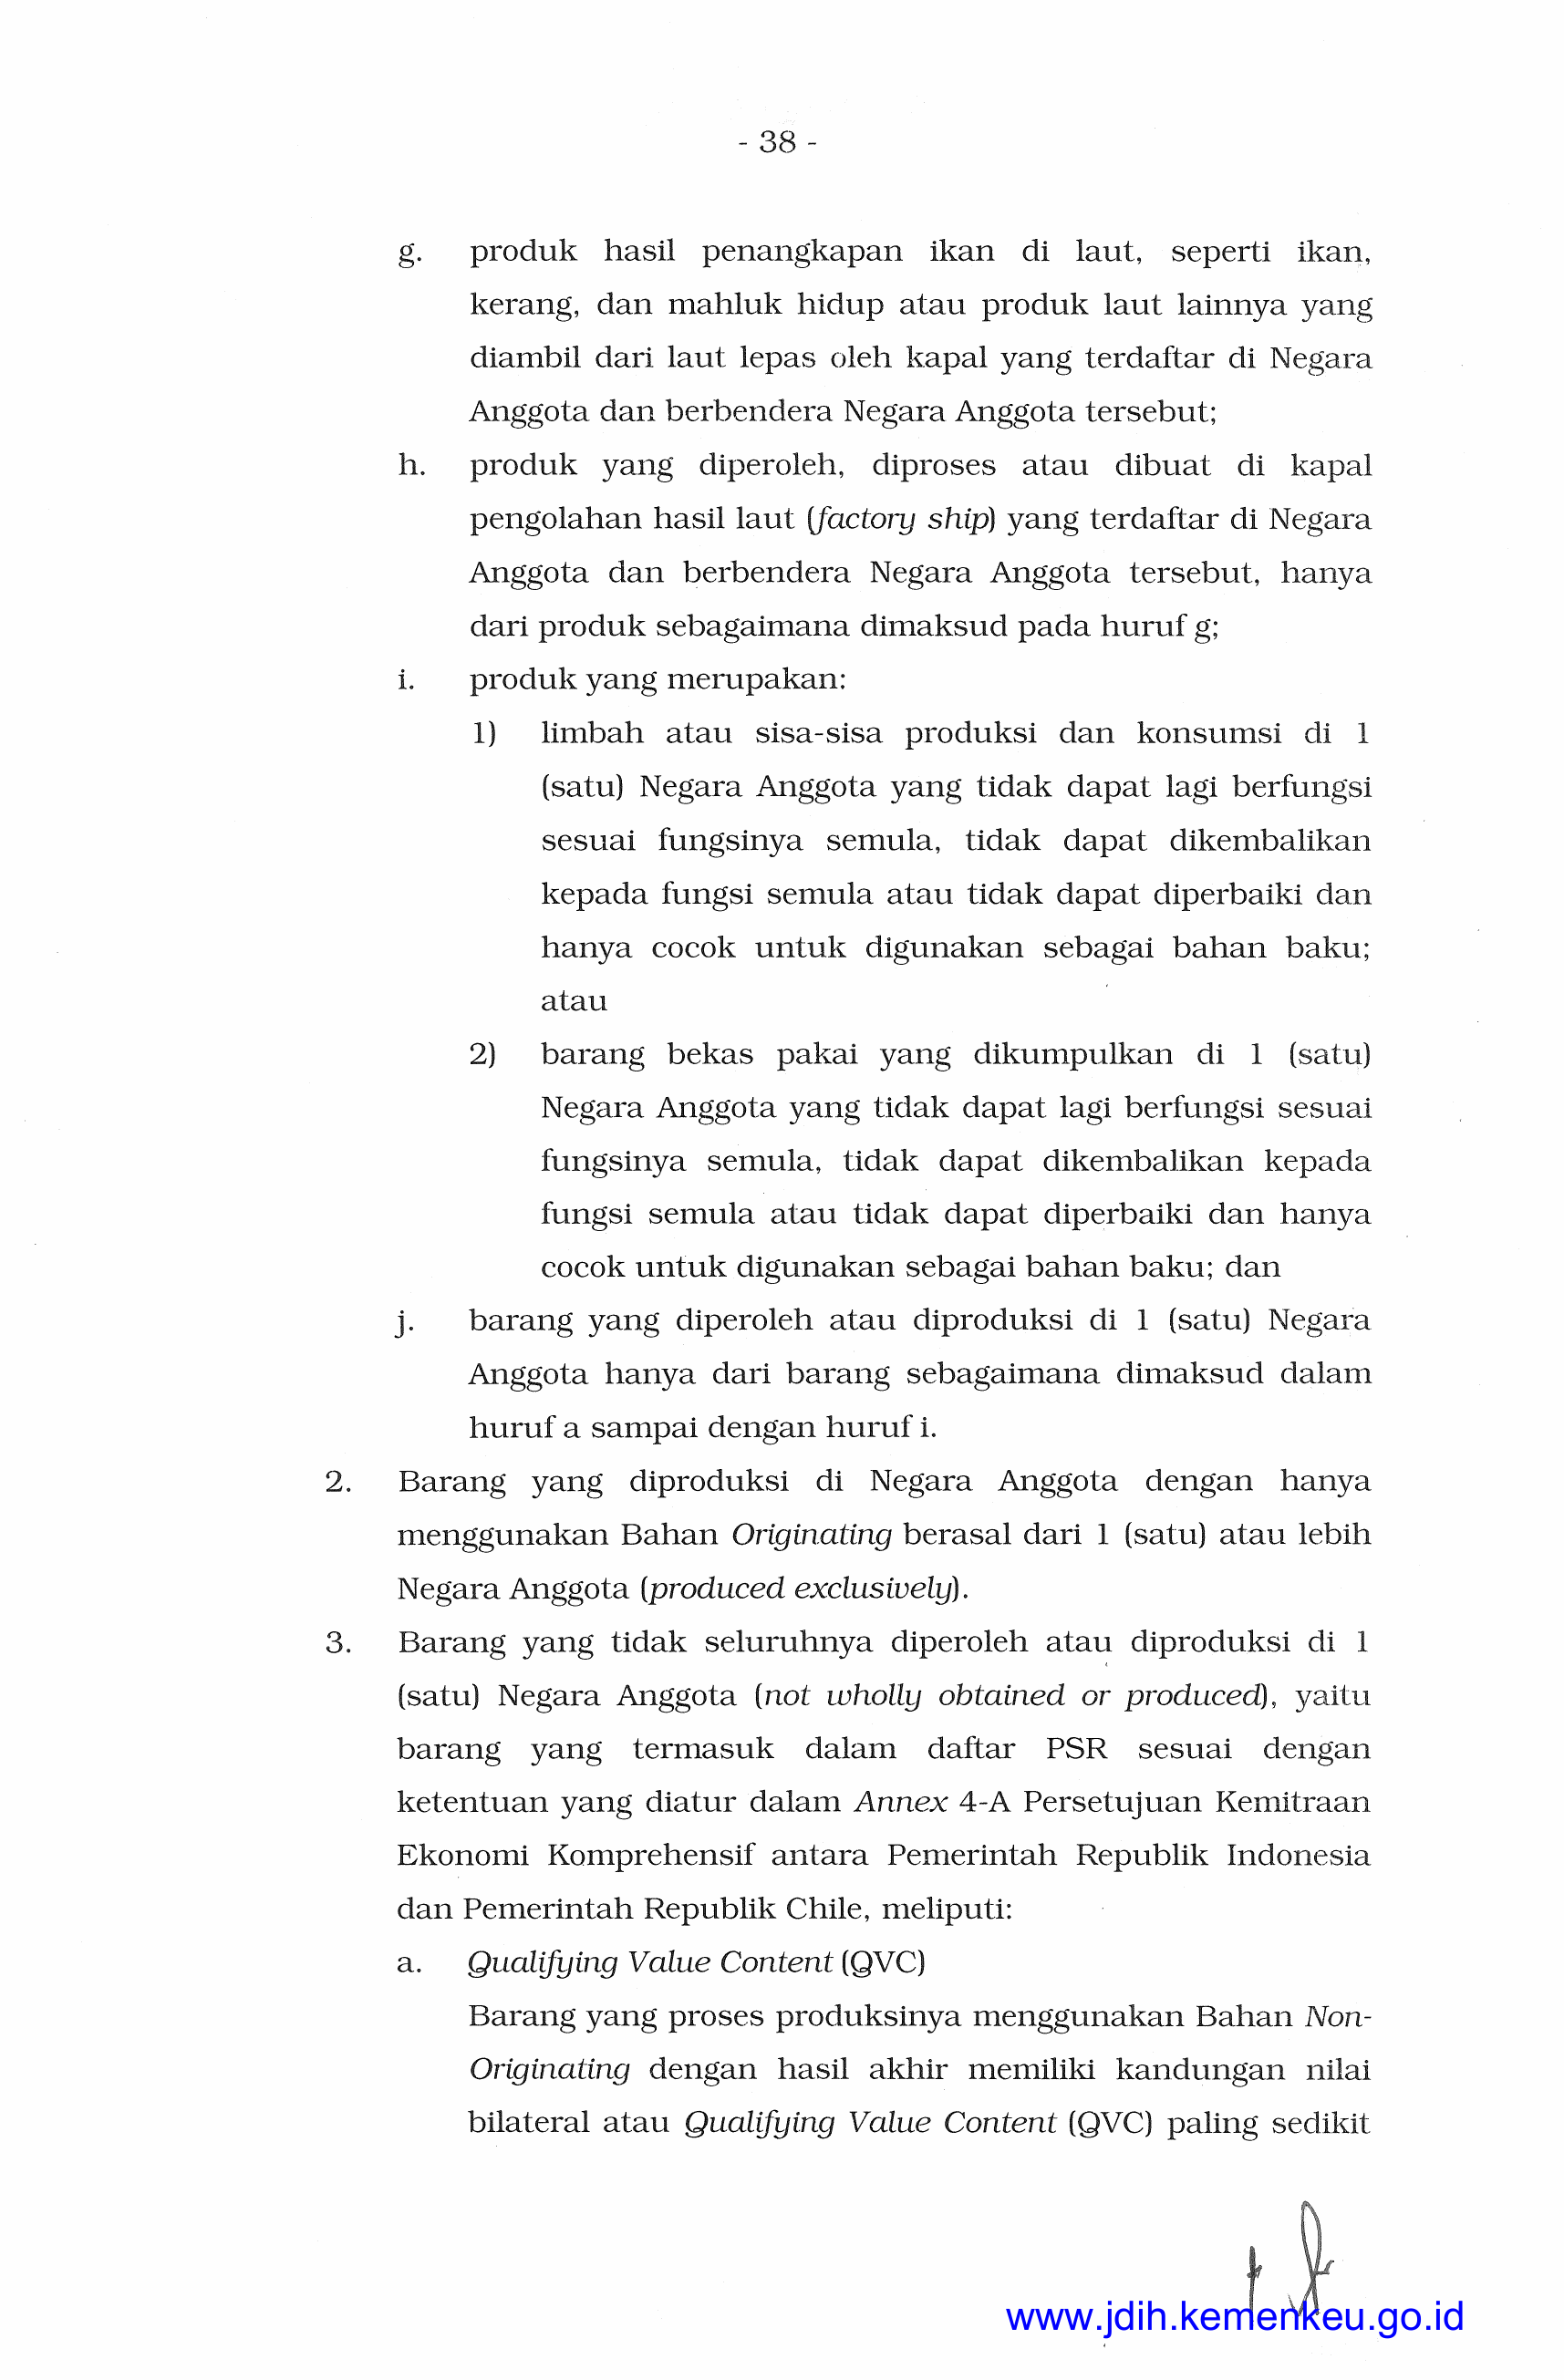 - 38 -
g. produk hasil penangkapan ikan di laut, seperti ikan,
kerang, dan mahluk hidup atau produk laut lainnya yang
diambil dari laut lepas oleh kapal yang terdaftar di Negara
Anggota dan berbendera Negara Anggota tersebut;
h. produk yang diperoleh, diproses atau dibuat di kapal
pengolahan hasil laut (factory ship) yang terdaftar di Negara
Anggota dan berbendera Negara Anggota tersebut, hanya
dari produk sebagaimana dimaksud pada huruf g;
i. produk yang merupakan:
1) limbah atau sisa-sisa produksi dan konsumsi di 1
(satu) Negara Anggota yang tidak dapat lagi berfungsi
sesuai fungsinya semula, tidak dapat dikembalikan
kepada fungsi semula atau tidak dapat diperbaiki dan
hanya cocok untuk digunakan sebagai bahan baku;
atau
2) barang bekas pakai yang dikumpulkan di 1 (satu)
Negara Anggota yang tidak dapat lagi berfungsi sesuai
fungsinya semula, tidak dapat dikembalikan kepada
fungsi semula atau tidak dapat diperbaiki dan hanya
cocok untuk digunakan sebagai bahan baku; dan
j. barang yang diperoleh atau diproduksi di 1 (satu) Negara
Anggota hanya dari barang sebagaimana dimaksud dalam
huruf a sampai dengan huruf i.
2. Barang yang diproduksi di Negara Anggota dengan hanya
menggunakan Bahan Originating berasal dari 1 (satu) atau lebih
Negara Anggota (produced exclusively).
3. Barang yang tidak seluruhnya diperoleh atau diproduksi di 1
(satu) Negara Anggota (not wholly obtained or produced), yaitu
barang yang termasuk dalam daftar PSR sesuai dengan
ketentuan yang diatur dalam Annex 4-A Persetujuan Kemitraan
Ekonomi Komprehensif antara Pemerintah Republik Indonesia
dan Pemerintah Republik Chile, meliputi:
a. Qualifying Value Content (QVC)
Barang yang proses produksinya menggunakan Bahan Non-
Originating dengan hasil akhir memiliki kandungan nilai
bilateral atau Qualifying Value Content (QVC) paling sedikit
www.jdih.kemenkeu.go.id